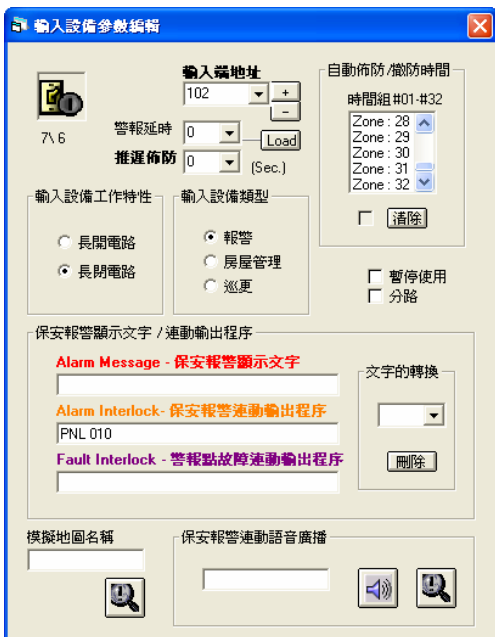 輸入設備參數編輯
輸入端地址
102
+
-
7\ 6
警報延時
0
Load
推遲佈防
0
(Sec.)
自動佈防/撤防時間
時間組#01-#32
Zone : 28
Zone : 29
Zone : 30
Zone : 31
Zone : 32
清除
輸入設備工作特性
長開電路
長閉電路
輸入設備類型
報警
房屋管理
巡更
暫停使用
分路
保安報警顯示文字 / 連動輸出程序
Alarm Message - 保安報警顯示文字
Alarm Interlock- 保安報警連動輸出程序
PNL 010
Fault Interlock - 警報點故障連動輸出程序
文字的轉換
刪除
模擬地圖名稱
保安報警連動語音廣播